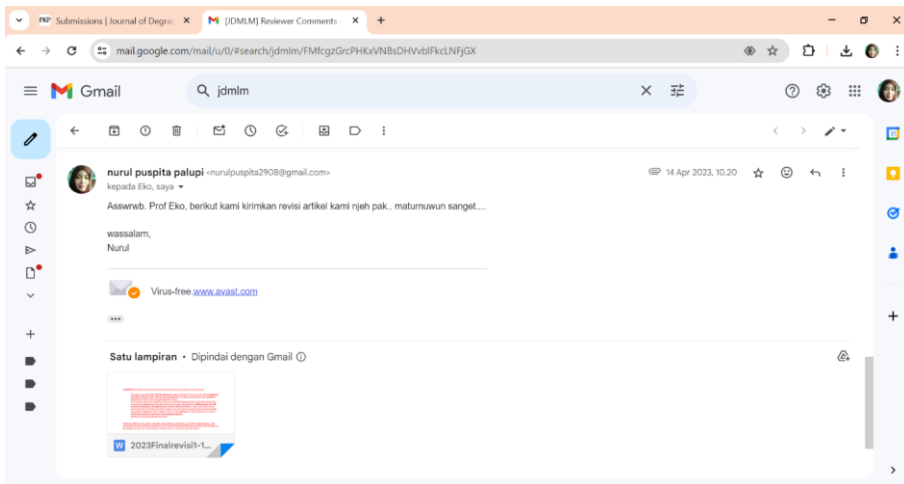 PKP Submissions | Journal of Degra
[JDMLM] Reviewer Comments
mail.google.com/mail/u/0/#search/jdmlm/FMfcgzGrcPHKxVNBsDHVvblFkcLNFjGX
Gmail
jdmlm
nurul puspita palupi <nurulpuspita2908@gmail.com>
14 Apr 2023, 10.20
kepada Eko, saya
Asswrwb. Prof Eko, berikut kami kirimkan revisi artikel kami njeh pak.. maturnuwun sanget....
wassalam,
Nurul
Virus-free.www.avast.com
Satu lampiran • Dipindai dengan Gmail
W 2023Finalrevisi1-1...